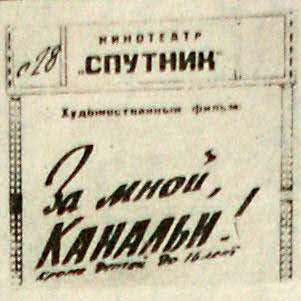 с 28
КИНОТЕАТР
„СПУТНИК"
Художественный фильм
За мной,
КАНАЛЬИ!
кроме детей до 16 лет